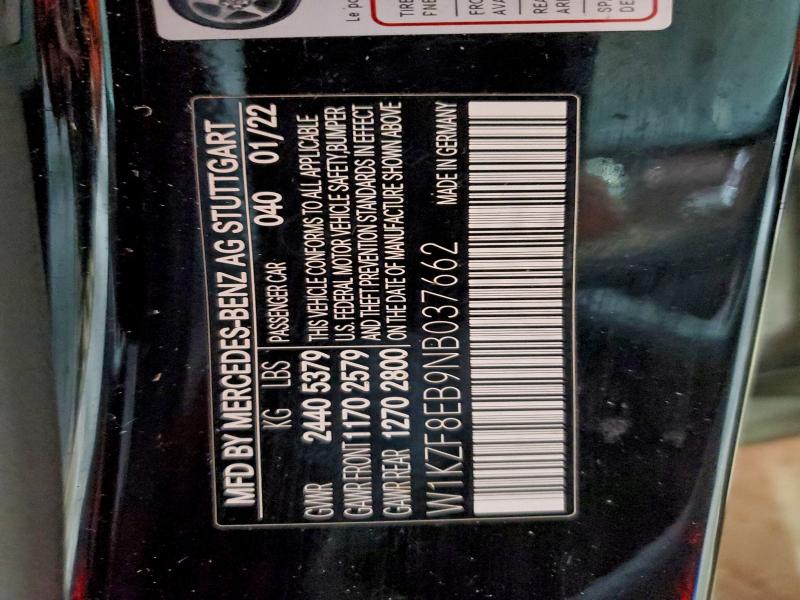 MFD BY MERCEDES-BENZ AG STUTTGART
KG LBS PASSENGER CAR 040 01/22
GVWR 2440 5379
GAWR FRONT 1170 2579
GAWR REAR 1270 2800
THIS VEHICLE CONFORMS TO ALL APPLICABLE
U.S. FEDERAL MOTOR VEHICLE SAFETY BUMPER
AND THEFT PREVENTION STANDARDS IN EFFECT
ON THE DATE OF MANUFACTURE SHOWN ABOVE
W1KZF8EB9NB037662 MADE IN GERMANY
Le
TIRE